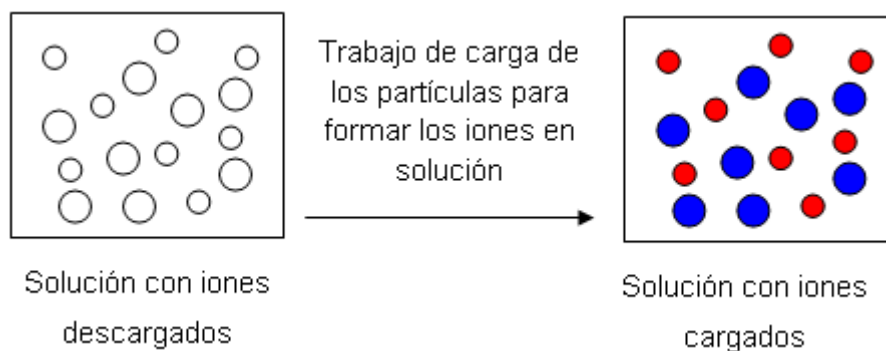 Trabajo de carga de
los partículas para
formar los iones en
solución
Solución con iones
descargados
Solución con iones
cargados